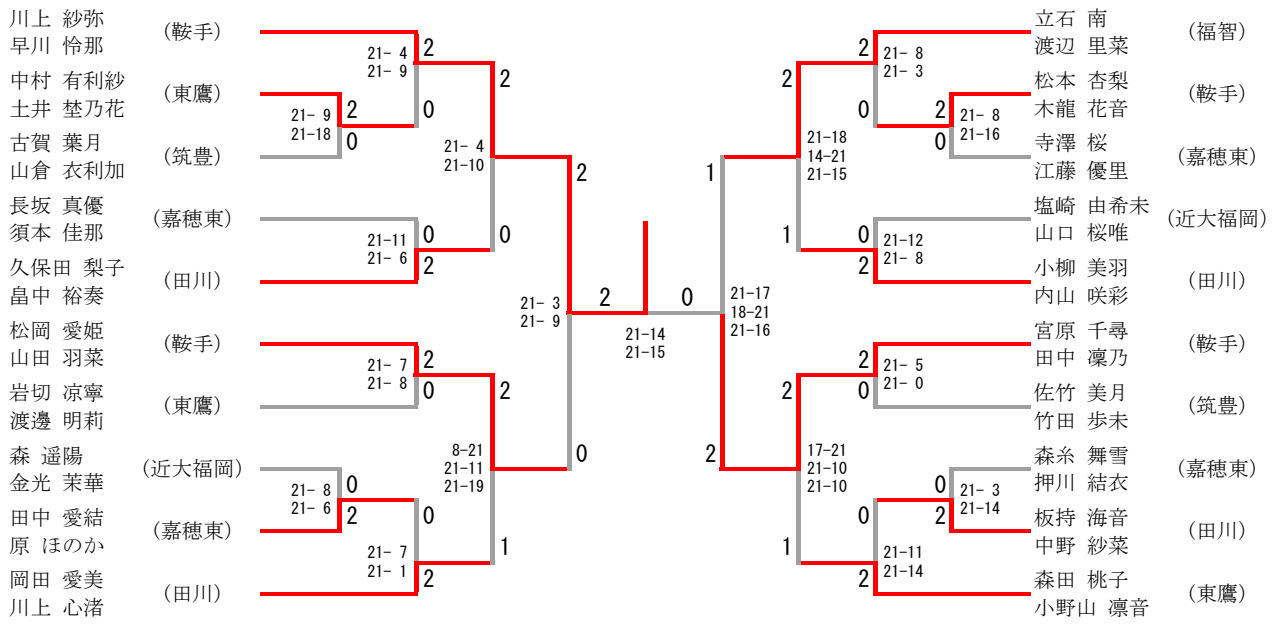 川上 紗弥
早川 怜那
(鞍手)
中村 有利紗
土井 埜乃花
(東鷹)
古賀 葉月
山倉 衣利加
(筑豊)
長坂 真優
須本 佳那
(嘉穂東)
久保田 梨子
畠中 裕奏
(田川)
松岡 愛姫
山田 羽菜
(鞍手)
岩切 凉寧
渡邊 明莉
(東鷹)
森 遥陽
金光 茉華
(近大福岡)
田中 愛結
原 ほのか
(嘉穂東)
岡田 愛美
川上 心渚
(田川)
21- 9
21-18
2
0
21- 8
21- 6
0
2
21- 4
21- 9
2
0
21-11
21- 6
0
2
21- 7
21- 8
2
0
21- 7
21- 1
0
2
21- 4
21-10
2
0
8-21
21-11
21-19
2
1
21- 3
21- 9
2
0
2
0
21-14
21-15
21-17
18-21
21-16
1
2
21-18
14-21
21-15
2
1
17-21
21-10
21-10
2
1
21- 8
21- 3
2
0
21-12
21- 8
0
2
21- 5
21- 0
2
0
21-11
21-14
0
2
21- 8
21-16
2
0
21- 3
21-14
0
2
立石 南
渡辺 里菜
(福智)
松本 杏梨
木龍 花音
(鞍手)
寺澤 桜
江藤 優里
(嘉穂東)
塩崎 由希未
山口 桜唯
(近大福岡)
小柳 美羽
内山 咲彩
(田川)
宮原 千尋
田中 凜乃
(鞍手)
佐竹 美月
竹田 歩未
(筑豊)
森糸 舞雪
押川 結衣
(嘉穂東)
板持 海音
中野 紗菜
(田川)
森田 桃子
小野山 凛音
(東鷹)